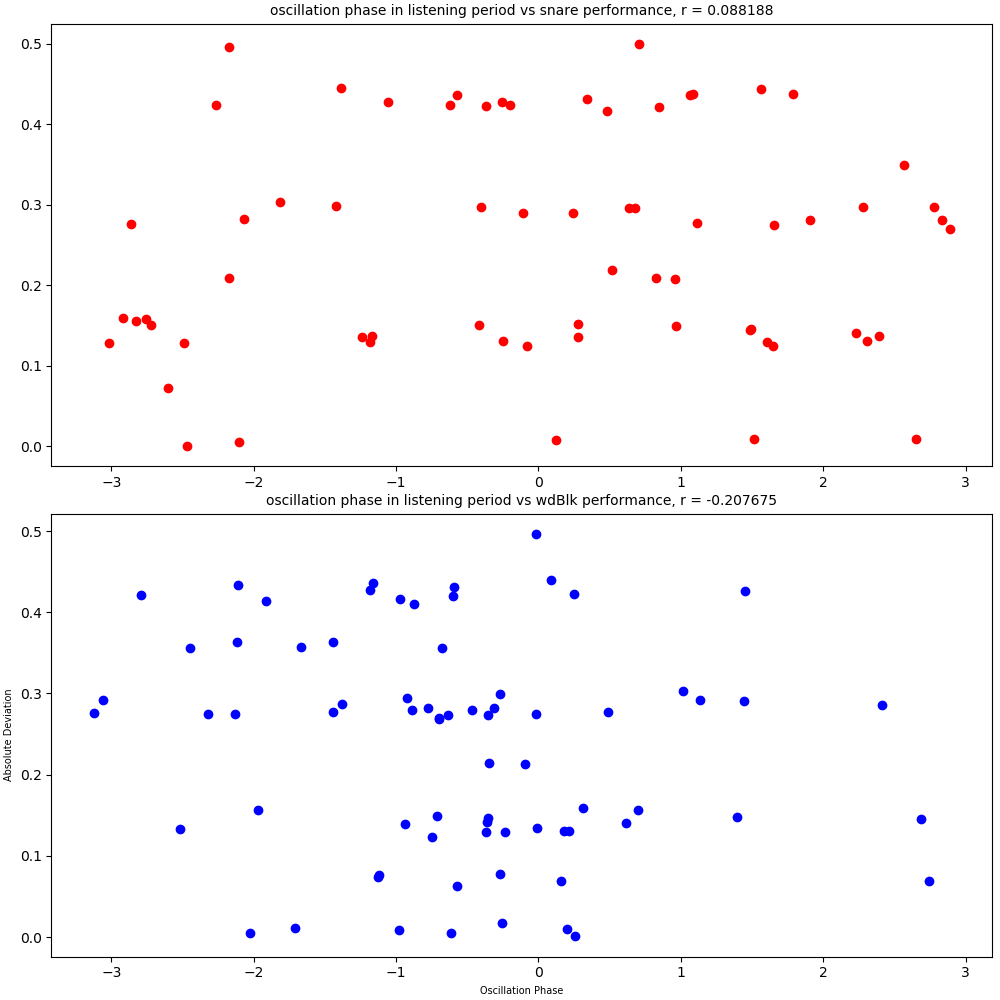 oscillation phase in listening period vs snare performance, r = 0.088188
0.5
0.4
0.3
0.2
0.1
0.0
−3 −2 −1 0 1 2 3
oscillation phase in listening period vs wdBlk performance, r = -0.207675
0.5
0.4
0.3
0.2
0.1
0.0
Absolute Deviation
−3 −2 −1 0 1 2 3
Oscillation Phase